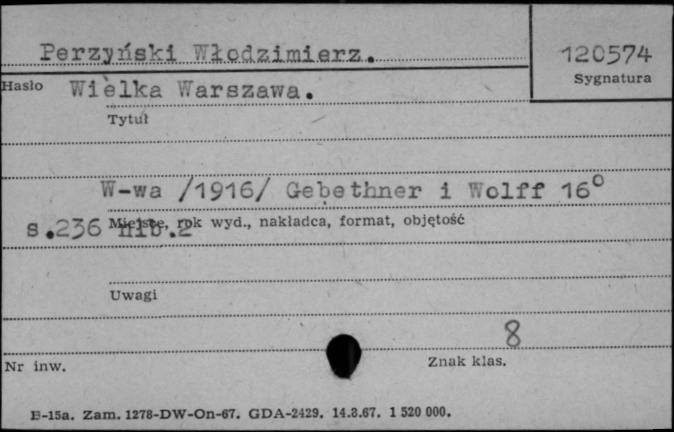 Perzyński Włodzimierz.
120574
Sygnatura
Hasło Wielka Warszawa.
Tytuł
W-wa /1916/ Gebethner i Wolff 16°
s.236 nlb.2
Miejsce, rok wyd., nakładca, format, objętość
Uwagi
8
Nr inw.
Znak klas.
E-15a. Zam. 1278-DW-On-67. GDA-2429. 14.8.67. 1 520 000.